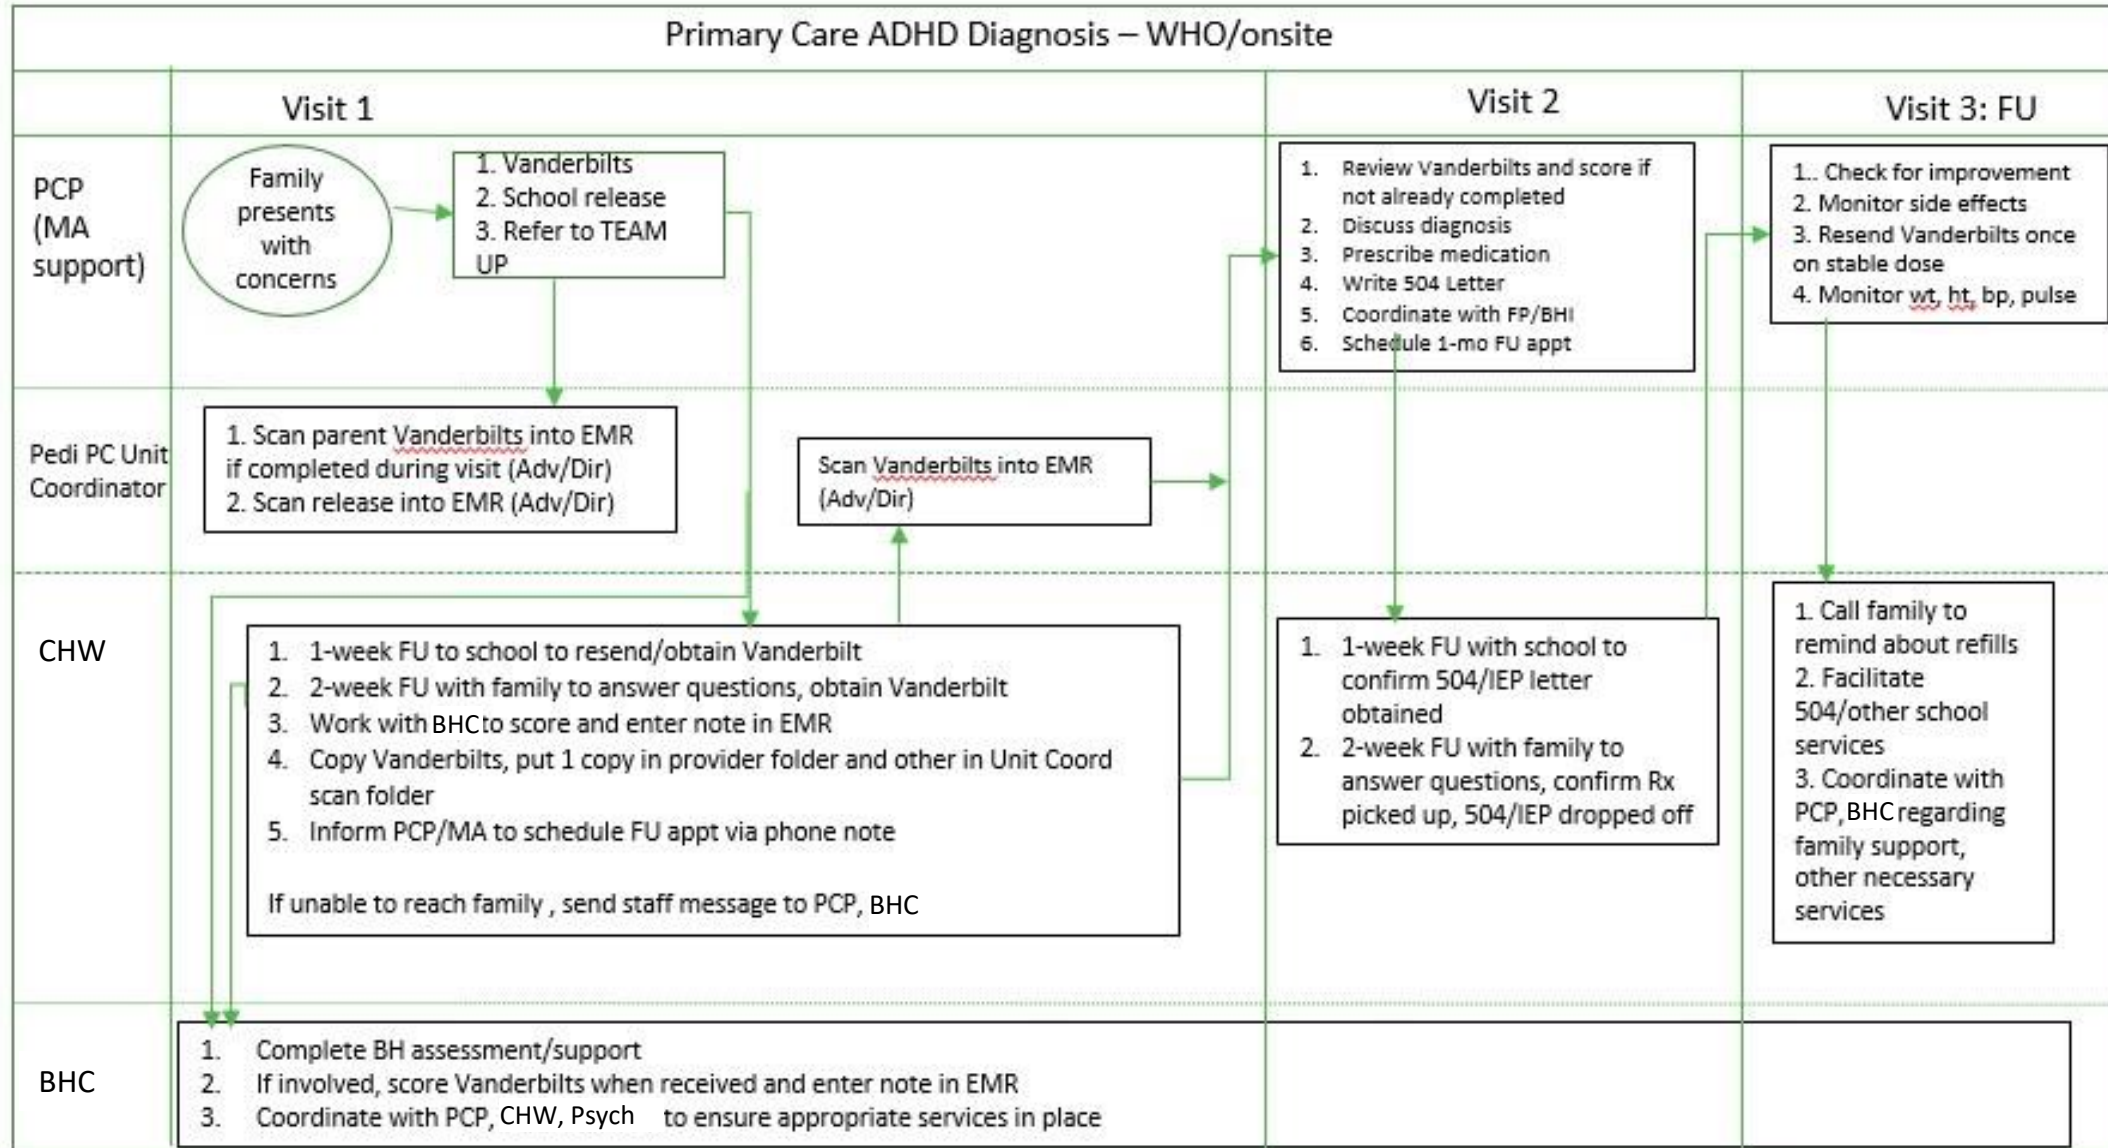 Primary Care ADHD Diagnosis – WHO/onsite
Visit 1
Visit 2
Visit 3: FU
PCP
(MA
support)
Family
presents
with
concerns
1. Vanderbilts
2. School release
3. Refer to TEAM
UP
1. Review Vanderbilts and score if
not already completed
2. Discuss diagnosis
3. Prescribe medication
4. Write 504 Letter
5. Coordinate with FP/BHI
6. Schedule 1-mo FU appt
1.. Check for improvement
2. Monitor side effects
3. Resend Vanderbilts once
on stable dose
4. Monitor wt, ht, bp, pulse
Pedi PC Unit
Coordinator
1. Scan parent Vanderbilts into EMR
if completed during visit (Adv/Dir)
2. Scan release into EMR (Adv/Dir)
Scan Vanderbilts into EMR
(Adv/Dir)
CHW
1. 1-week FU to school to resend/obtain Vanderbilt
2. 2-week FU with family to answer questions, obtain Vanderbilt
3. Work with BHC to score and enter note in EMR
4. Copy Vanderbilts, put 1 copy in provider folder and other in Unit Coord
scan folder
5. Inform PCP/MA to schedule FU appt via phone note
If unable to reach family , send staff message to PCP, BHC
1. 1-week FU with school to
confirm 504/IEP letter
obtained
2. 2-week FU with family to
answer questions, confirm Rx
picked up, 504/IEP dropped off
1. Call family to
remind about refills
2. Facilitate
504/other school
services
3. Coordinate with
PCP, BHC regarding
family support,
other necessary
services
BHC
1. Complete BH assessment/support
2. If involved, score Vanderbilts when received and enter note in EMR
3. Coordinate with PCP, CHW, Psych to ensure appropriate services in place